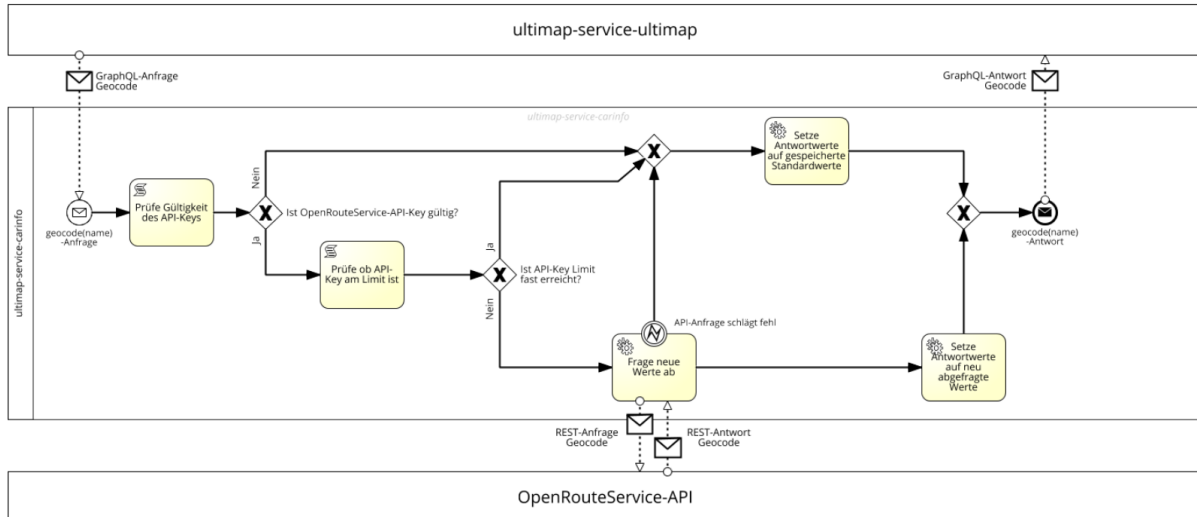 ultimap-service-ultimap
GraphQL-Anfrage
Geocode
GraphQL-Antwort
Geocode
ultimap-service-carinfo
ultimap-service-carinfo
Setze
Antwortwerte
auf gespeicherte
Standardwerte
Nein
Prüfe Gültigkeit
des API-Keys
Ist OpenRouteService-API-Key gültig?
geocode(name)
-Anfrage
geocode(name)
-Antwort
Ja
Ja
Prüfe ob API-
Key am Limit ist
Ist API-Key Limit
fast erreicht?
Nein
API-Anfrage schlägt fehl
Frage neue
Werte ab
Setze
Antwortwerte
auf neu
abgefragte
Werte
REST-Anfrage
Geocode
REST-Antwort
Geocode
OpenRouteService-API